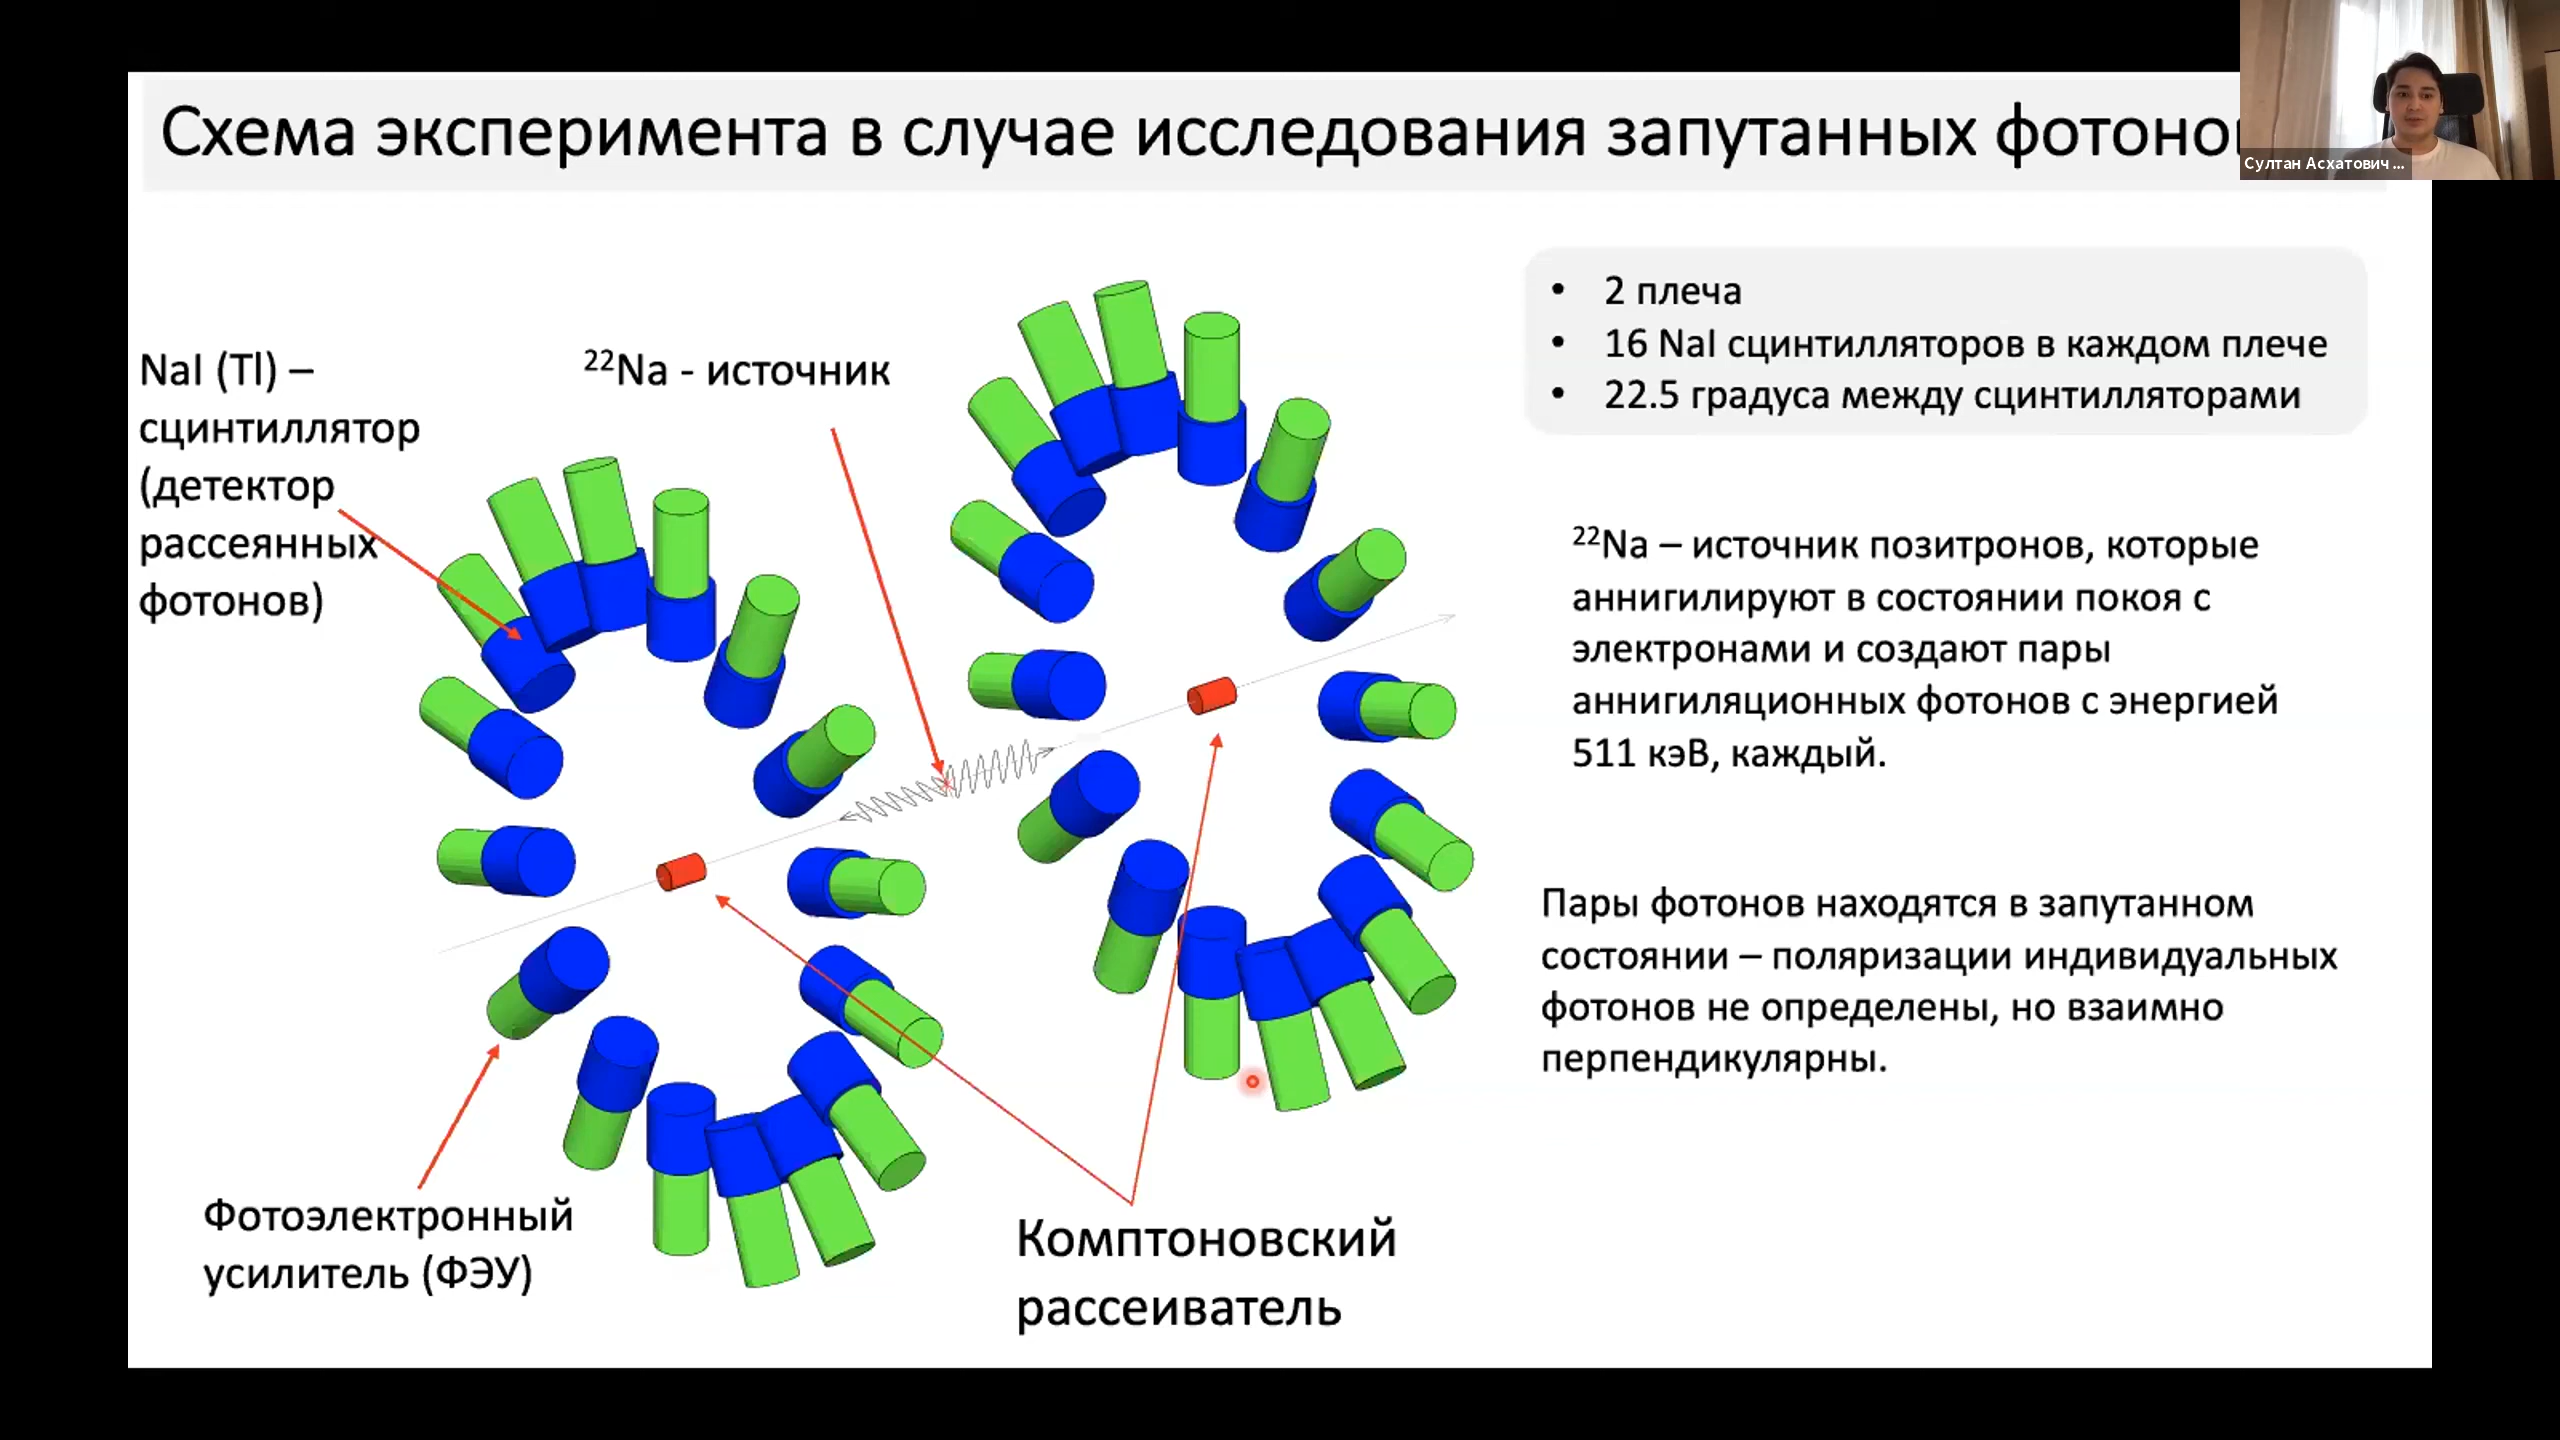 Схема эксперимента в случае исследования запутанных
Султан Асхатович ...
NaI (Tl) –
сцинтиллятор
(детектор
рассеянных
фотонов)
²²Na - источник
• 2 плеча
• 16 NaI сцинтилляторов в каждом плече
• 22.5 градуса между сцинтилляторами
²²Na – источник позитронов, которые
аннигилируют в состоянии покоя с
электронами и создают пары
аннигиляционных фотонов с энергией
511 кэВ, каждый.
Пары фотонов находятся в запутанном
состоянии – поляризации индивидуальных
фотонов не определены, но взаимно
перпендикулярны.
Фотоэлектронный
усилитель (ФЭУ)
Комптоновский
рассеиватель